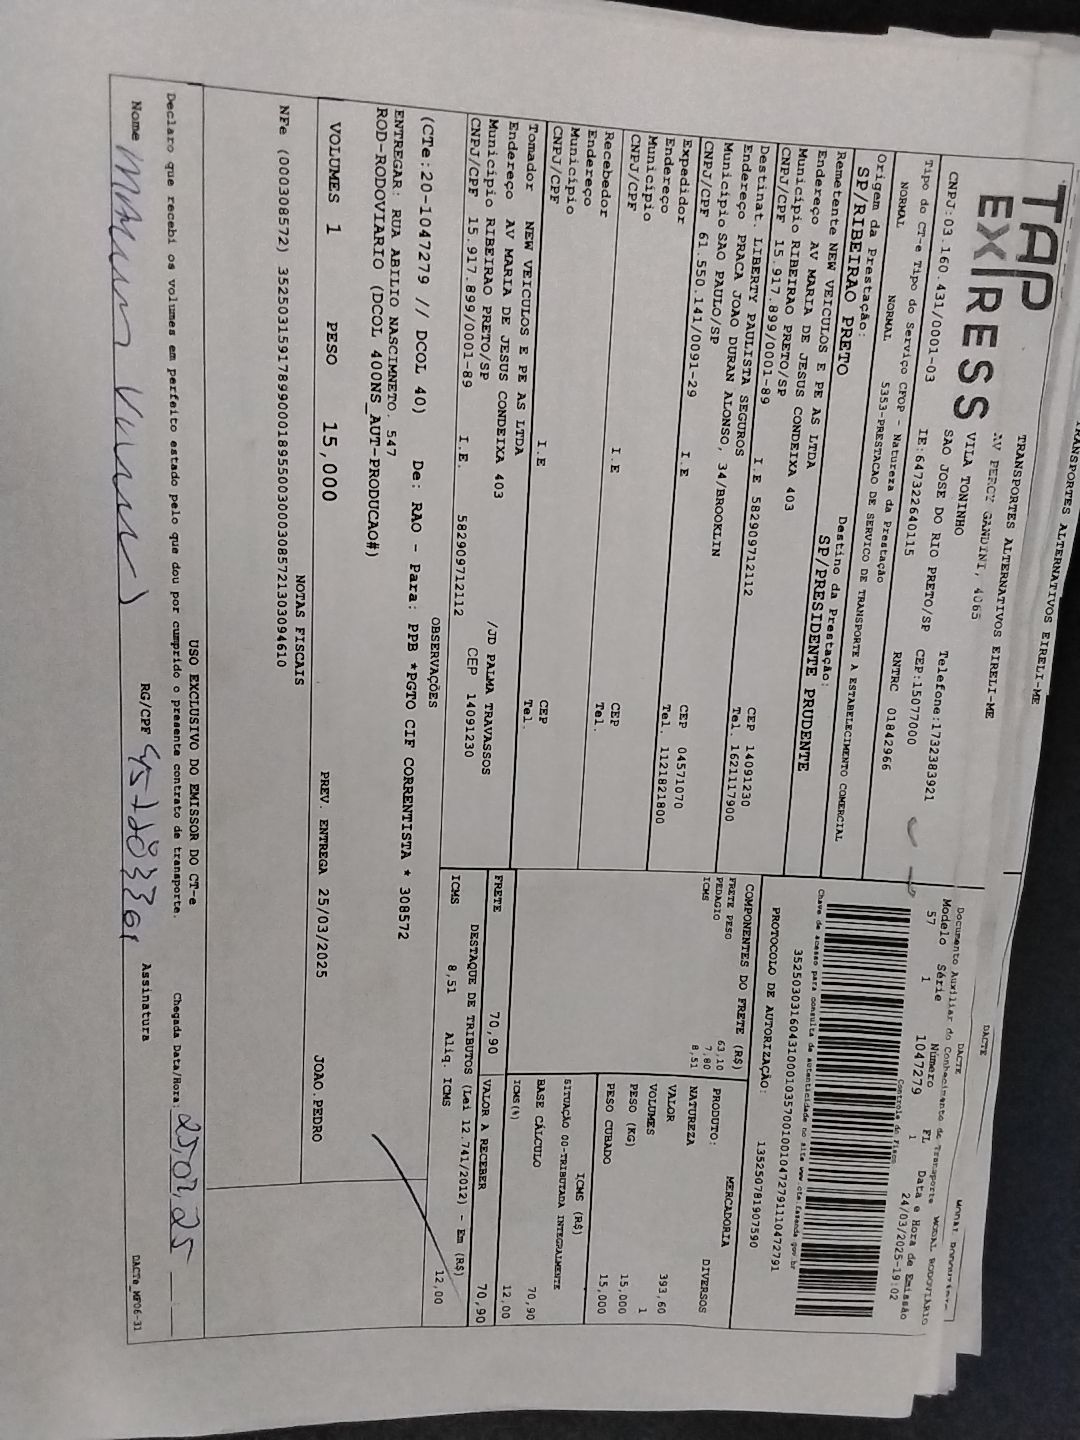 TRANSPORTES ALTERNATIVOS EIRELI-ME
TAP
EX/RESS
TRANSPORTES ALTERNATIVOS EIRELI-ME
AV PERCY GANDINI, 4065
VILA TONINHO
SAO JOSE DO RIO PRETO/SP CEP:15077000
Telefone:1732383921
CNPJ:03.160.431/0001-03 IE:647322640115 RNTRC 01842966
Tipo do CT-e Tipo do Serviço CFOP - Natureza da Prestação
NORMAL NORMAL 5353-PRESTACAO DE SERVICO DE TRANSPORTE A ESTABELECIMENTO COMERCIAL
Origem da Prestação: Destino da Prestação:
SP/RIBEIRAO PRETO SP/PRESIDENTE PRUDENTE
DACTE
DACTE MODAL RODOVIARIO
Documento Auxiliar do Conhecimento de Transporte
Modelo Série Número FL Data e Hora de Emissão
57 1 1047279 1 24/03/2025-19:02
Controle do Fisco
Chave de acesso para consulta de autenticidade no site www.cte.fazenda.gov.br
35250303160431000103570010010472791110472791
PROTOCOLO DE AUTORIZAÇÃO: 135250781907590
Remetente NEW VEICULOS E PE AS LTDA
Endereço AV MARIA DE JESUS CONDEIXA 403
Município RIBEIRAO PRETO/SP CEP 14091230
CNPJ/CPF 15.917.899/0001-89 I.E 582909712112 Tel. 1621117900
Destinat. LIBERTY PAULISTA SEGUROS
Endereço PRACA JOAO DURAN ALONSO, 34/BROOKLIN
Município SAO PAULO/SP CEP 04571070
CNPJ/CPF 61.550.141/0091-29 I.E Tel. 1121821800
Expedidor
Endereço
Município CEP
CNPJ/CPF I.E Tel.
Recebedor
Endereço
Município CEP
CNPJ/CPF I.E Tel.
Tomador NEW VEICULOS E PE AS LTDA
Endereço AV MARIA DE JESUS CONDEIXA 403 /JD PALMA TRAVASSOS
Município RIBEIRAO PRETO/SP CEP 14091230
CNPJ/CPF 15.917.899/0001-89 I.E. 582909712112
COMPONENTES DO FRETE (R$)
FRETE PESO 63,10
PEDAGIO 7,80
ICMS 8,51
FRETE 70,90
PRODUTO: MERCADORIA
NATUREZA DIVERSOS
VALOR 393,60
VOLUMES 1
PESO (KG) 15,000
PESO CUBADO 15,000
ICMS (R$)
SITUAÇÃO 00-TRIBUTADA INTEGRALMENTE
BASE CÁLCULO 70,90
ICMS(%) 12,00
VALOR A RECEBER 70,90
DESTAQUE DE TRIBUTOS (Lei 12.741/2012) - Em (R$)
ICMS 8,51 Aliq. ICMS 12,00
OBSERVAÇÕES
(CTe:20-1047279 // DCOL 40) De: RAO - Para: PPB *PGTO CIF CORRENTISTA * 308572
ENTREGAR: RUA ABILIO NASCIMNETO. 547
ROD-RODOVIARIO (DCOL 400NS_AUT-PRODUCAO#)
VOLUMES 1 PESO 15,000 PREV. ENTREGA 25/03/2025 JOAO.PEDRO
NOTAS FISCAIS
NFe (000308572) 35250315917899000189550030003085721303094610
USO EXCLUSIVO DO EMISSOR DO CT-e
Declaro que recebi os volumes em perfeito estado pelo que dou por cumprido o presente contrato de transporte. Chegada Data/Hora:
Nome RG/CPF Assinatura
DACTe_MF06-31